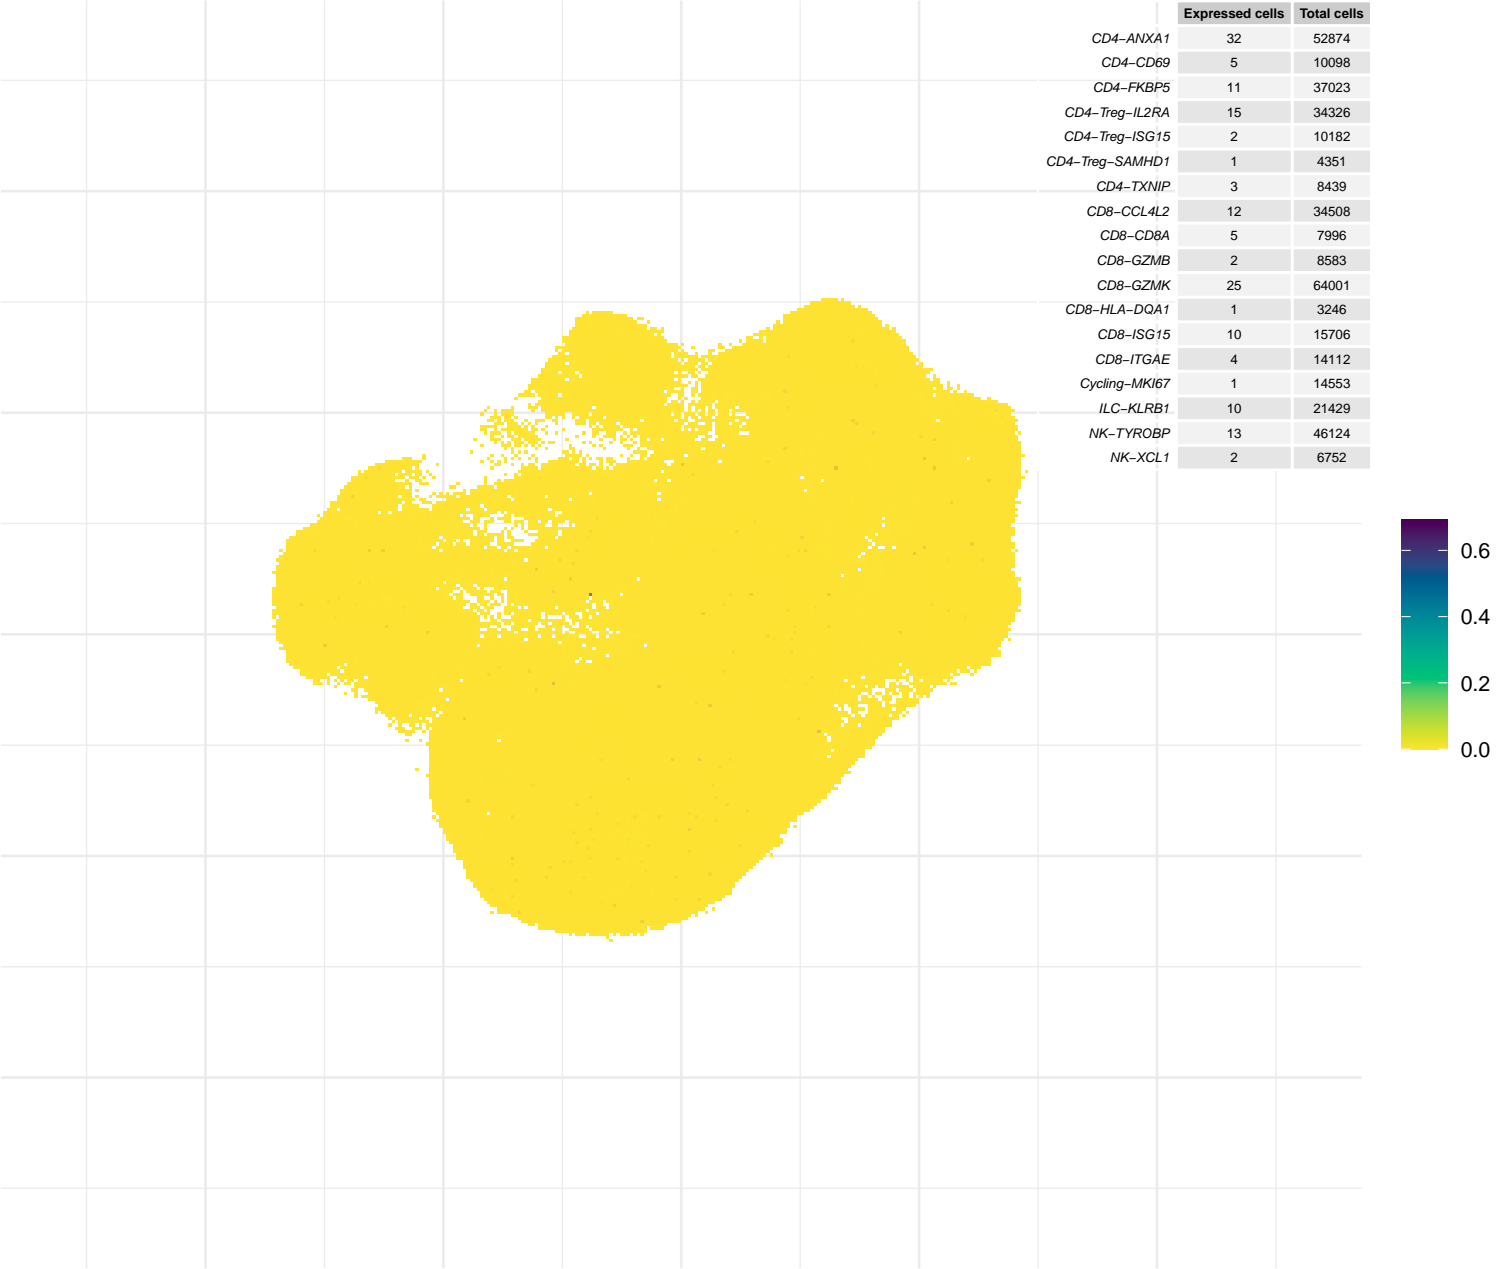 Expressed cells Total cells
CD4−ANXA1 32 52874
CD4−CD69 5 10098
CD4−FKBP5 11 37023
CD4−Treg−IL2RA 15 34326
CD4−Treg−ISG15 2 10182
CD4−Treg−SAMHD1 1 4351
CD4−TXNIP 3 8439
CD8−CCL4L2 12 34508
CD8−CD8A 5 7996
CD8−GZMB 2 8583
CD8−GZMK 25 64001
CD8−HLA−DQA1 1 3246
CD8−ISG15 10 15706
CD8−ITGAE 4 14112
Cycling−MKI67 1 14553
ILC−KLRB1 10 21429
NK−TYROBP 13 46124
NK−XCL1 2 6752
0.6
0.4
0.2
0.0